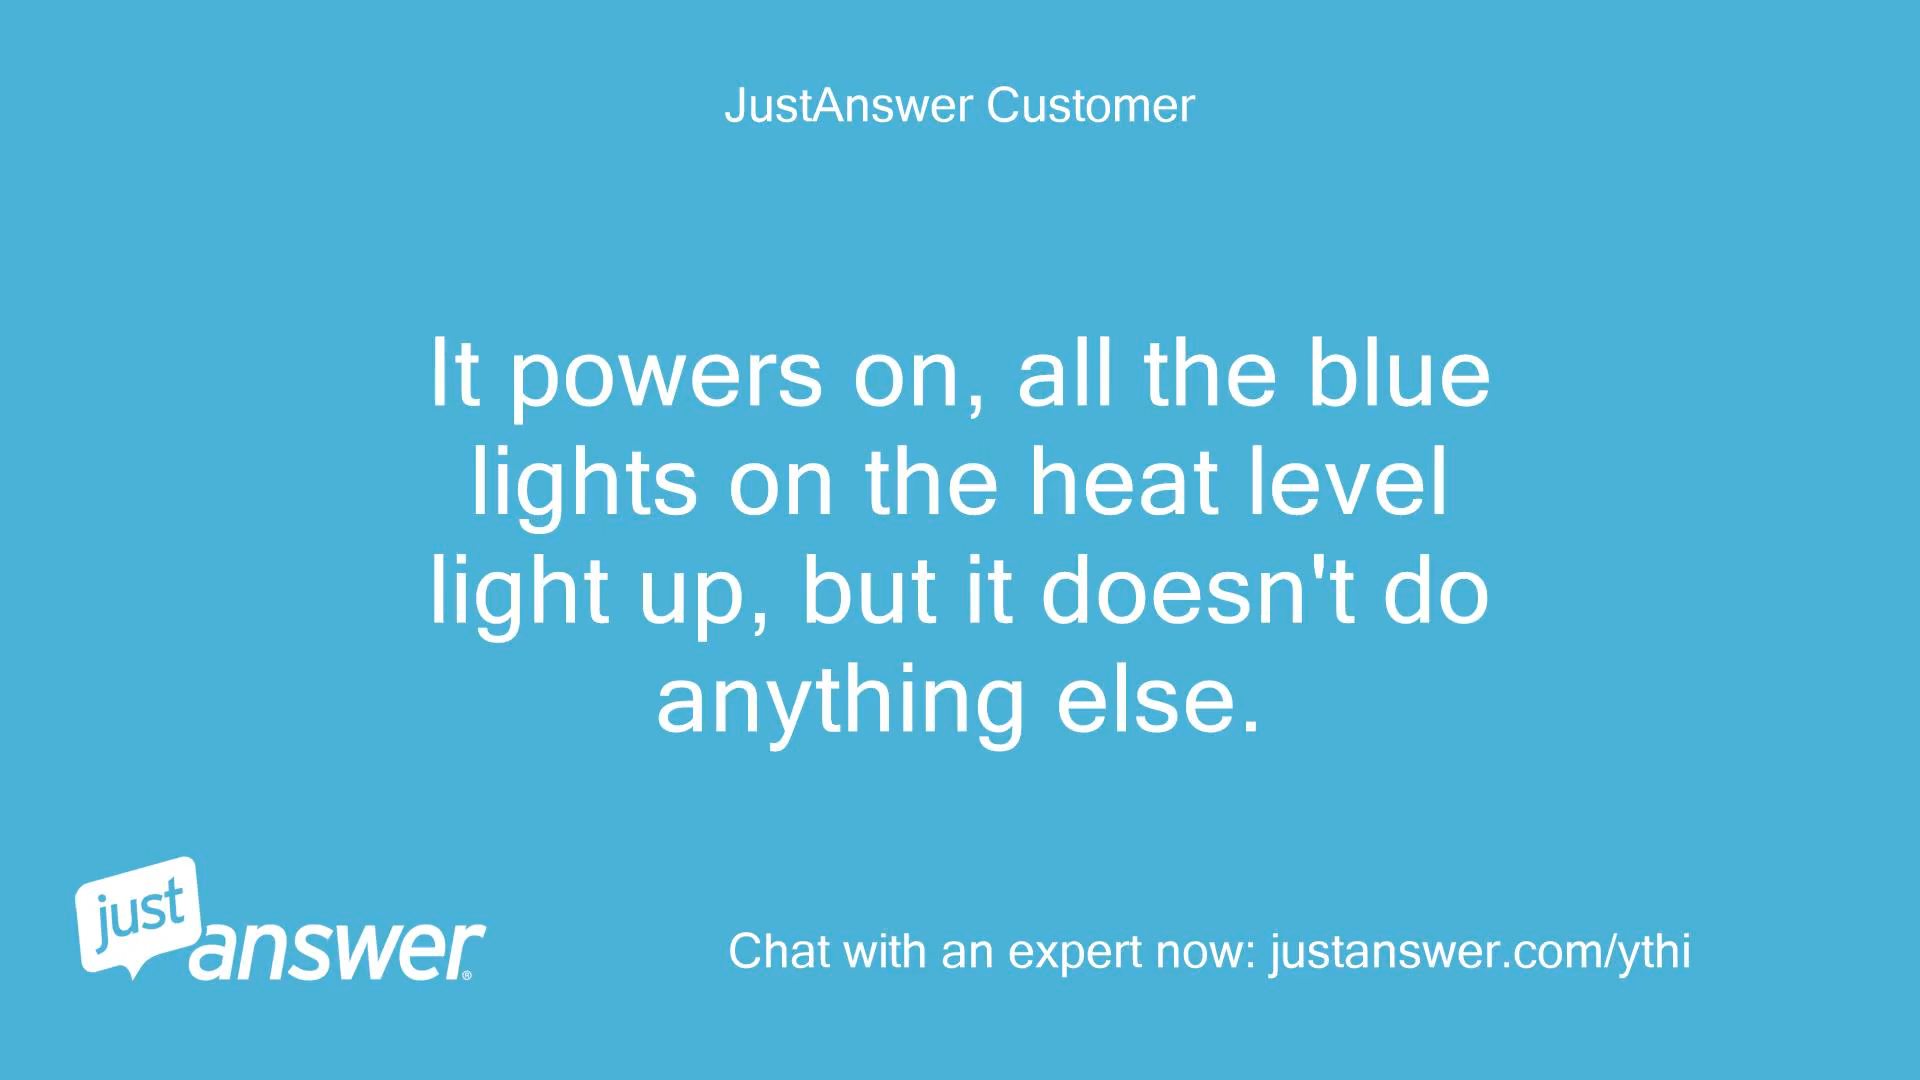 JustAnswer Customer
It powers on, all the blue
lights on the heat level
light up, but it doesn't do
anything else.
just
answer®
Chat with an expert now: justanswer.com/ythi